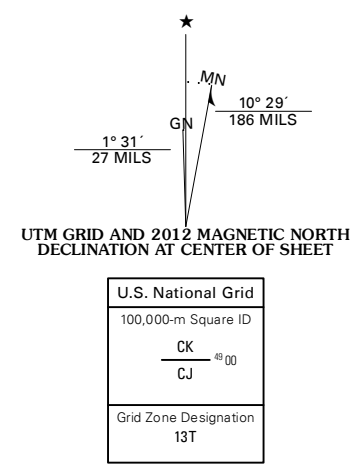 ★
MN
GN
10° 29´
186 MILS
1° 31´
27 MILS
UTM GRID AND 2012 MAGNETIC NORTH
DECLINATION AT CENTER OF SHEET
U.S. National Grid
100,000-m Square ID
CK
49 00
CJ
Grid Zone Designation
13T